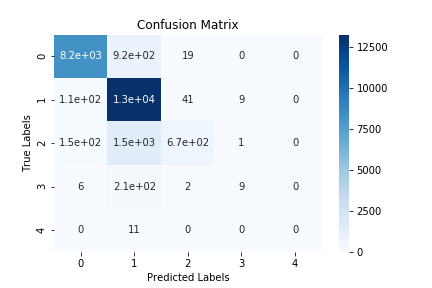 Confusion Matrix
True Labels
0 8.2e+03 9.2e+02 19 0 0
1 1.1e+02 1.3e+04 41 9 0
2 1.5e+02 1.5e+03 6.7e+02 1 0
3 6 2.1e+02 2 9 0
4 0 11 0 0 0
0 1 2 3 4
Predicted Labels
12500
10000
7500
5000
2500
0